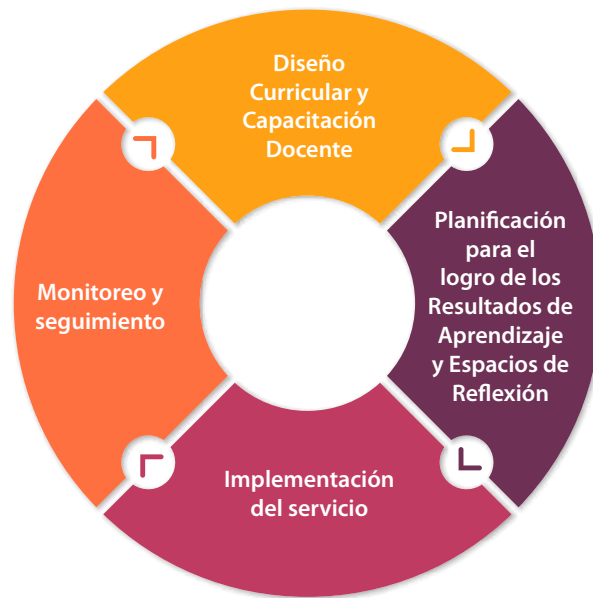 Diseño
Curricular y
Capacitación
Docente
Planificación
para el
logro de los
Resultados de
Aprendizaje
y Espacios de
Reflexión
Implementación
del servicio
Monitoreo y
seguimiento